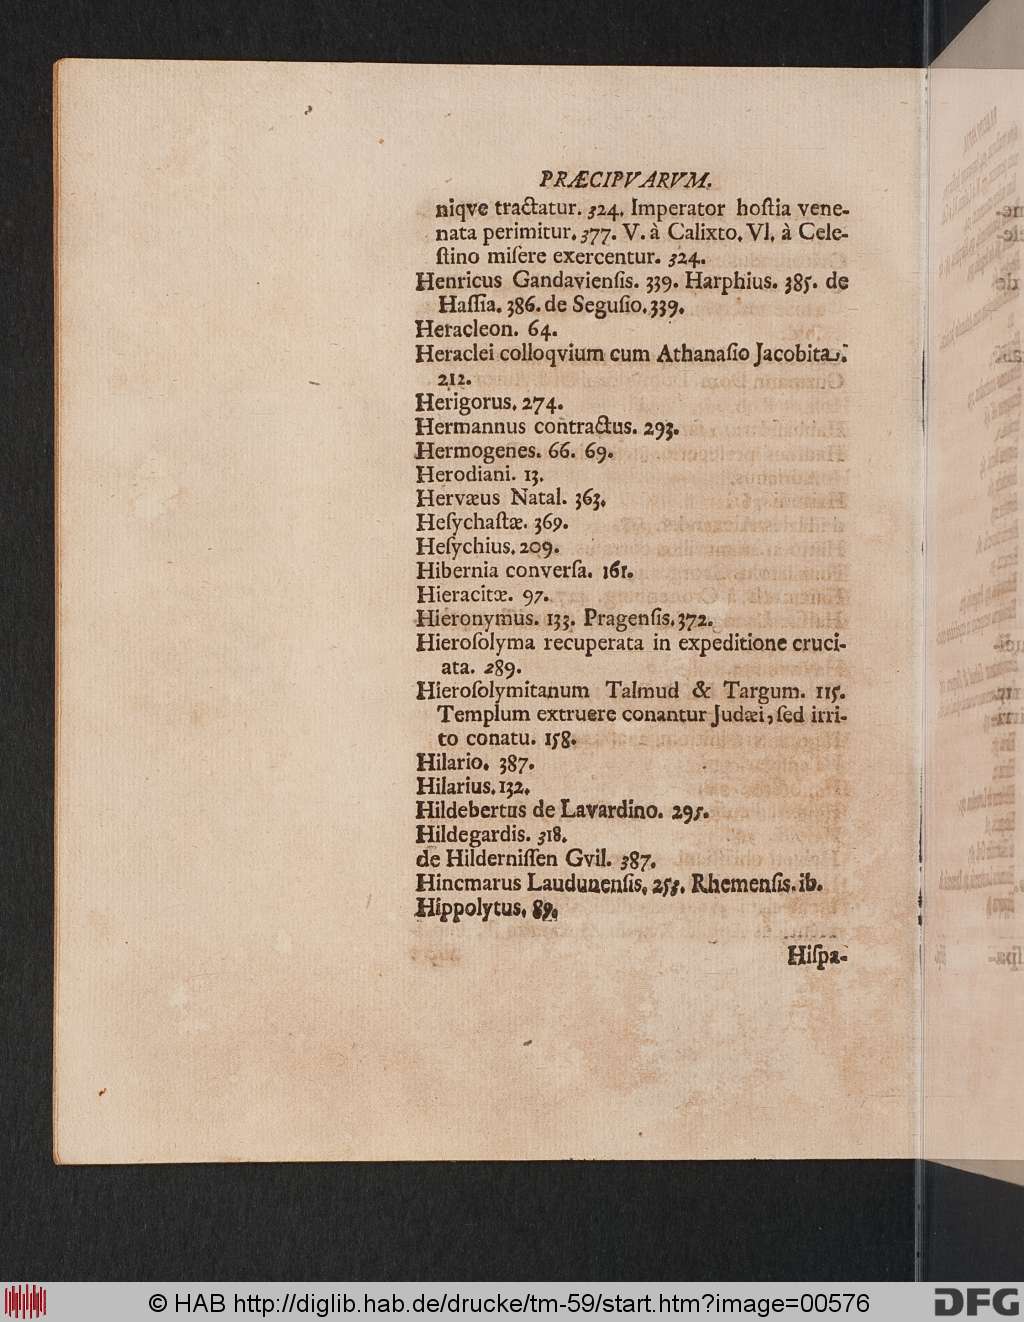 PRÆCIPVARVM.
niqve tractatur. 324. Imperator hoſtia vene-
nata perimitur. 377. V. à Calixto, VI. à Cele-
ſtino miſere exercentur. 324.
Henricus Gandavienſis. 339. Harphius. 385. de
Haſſia. 386. de Seguſio. 339.
Heracleon. 64.
Heraclei colloqvium cum Athanaſio Jacobita.
212.
Herigorus. 274.
Hermannus contractus. 293.
Hermogenes. 66. 69.
Herodiani. 13.
Hervæus Natal. 363.
Heſychaſtæ. 369.
Heſychius. 209.
Hibernia converſa. 161.
Hieracitæ. 97.
Hieronymus. 133. Pragenſis. 372.
Hieroſolyma recuperata in expeditione cruci-
ata. 289.
Hieroſolymitanum Talmud & Targum. 115.
Templum extruere conantur Judæi, ſed irri-
to conatu. 158.
Hilario. 387.
Hilarius. 132.
Hildebertus de Lavardino. 295.
Hildegardis. 318.
de Hilderniſſen Gvil. 387.
Hincmarus Laudunenſis. 253. Rhemenſis. ib.
Hippolytus. 89.
Hiſpa-
© HAB http://diglib.hab.de/drucke/tm-59/start.htm?image=00576
DFG